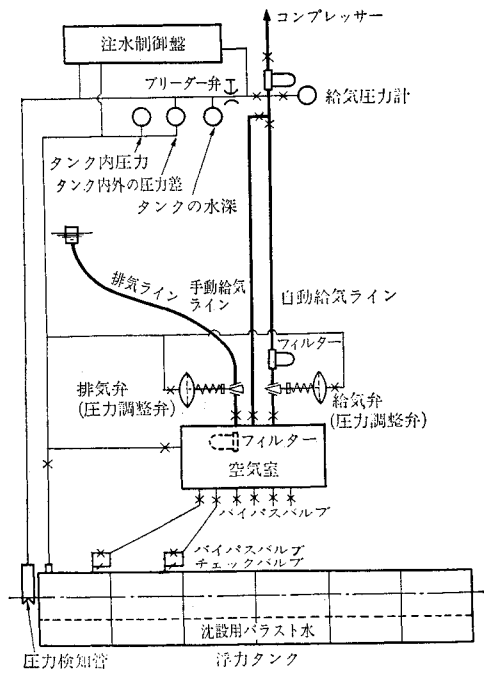 コンプレッサー
注水制御盤
ブリーダー弁
給気圧力計
タンク内圧力
タンク内外の圧力差
タンクの水深
排気ライン
手動給気
ライン
自動給気ライン
フィルター
排気弁
(圧力調整弁)
給気弁
(圧力調整弁)
フィルター
空気室
バイパスバルブ
バイパスバルブ
チェックバルブ
沈設用バラスト水
圧力検知管
浮力タンク